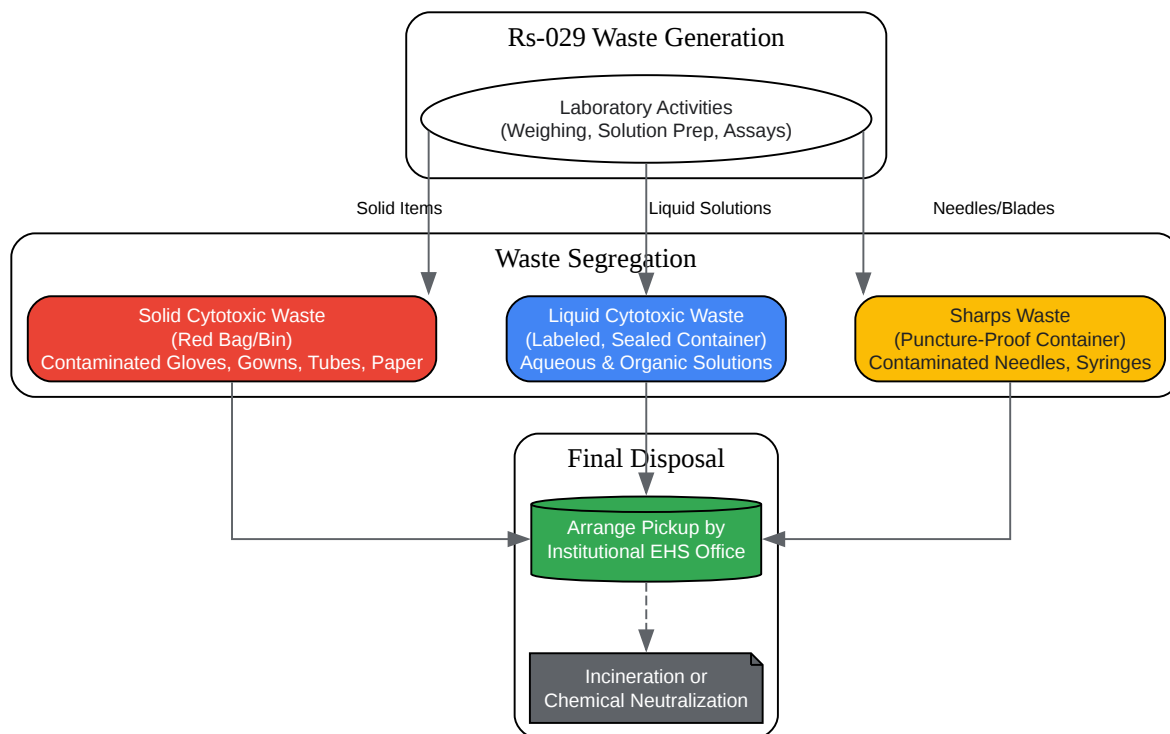 Rs-029 Waste Generation
Laboratory Activities
(Weighing, Solution Prep, Assays)
Solid Items
Liquid Solutions
Needles/Blades
Waste Segregation
Solid Cytotoxic Waste
(Red Bag/Bin)
Contaminated Gloves, Gowns, Tubes, Paper
Liquid Cytotoxic Waste
(Labeled, Sealed Container)
Aqueous & Organic Solutions
Sharps Waste
(Puncture-Proof Container)
Contaminated Needles, Syringes
Final Disposal
Arrange Pickup by
Institutional EHS Office
Incineration or
Chemical Neutralization